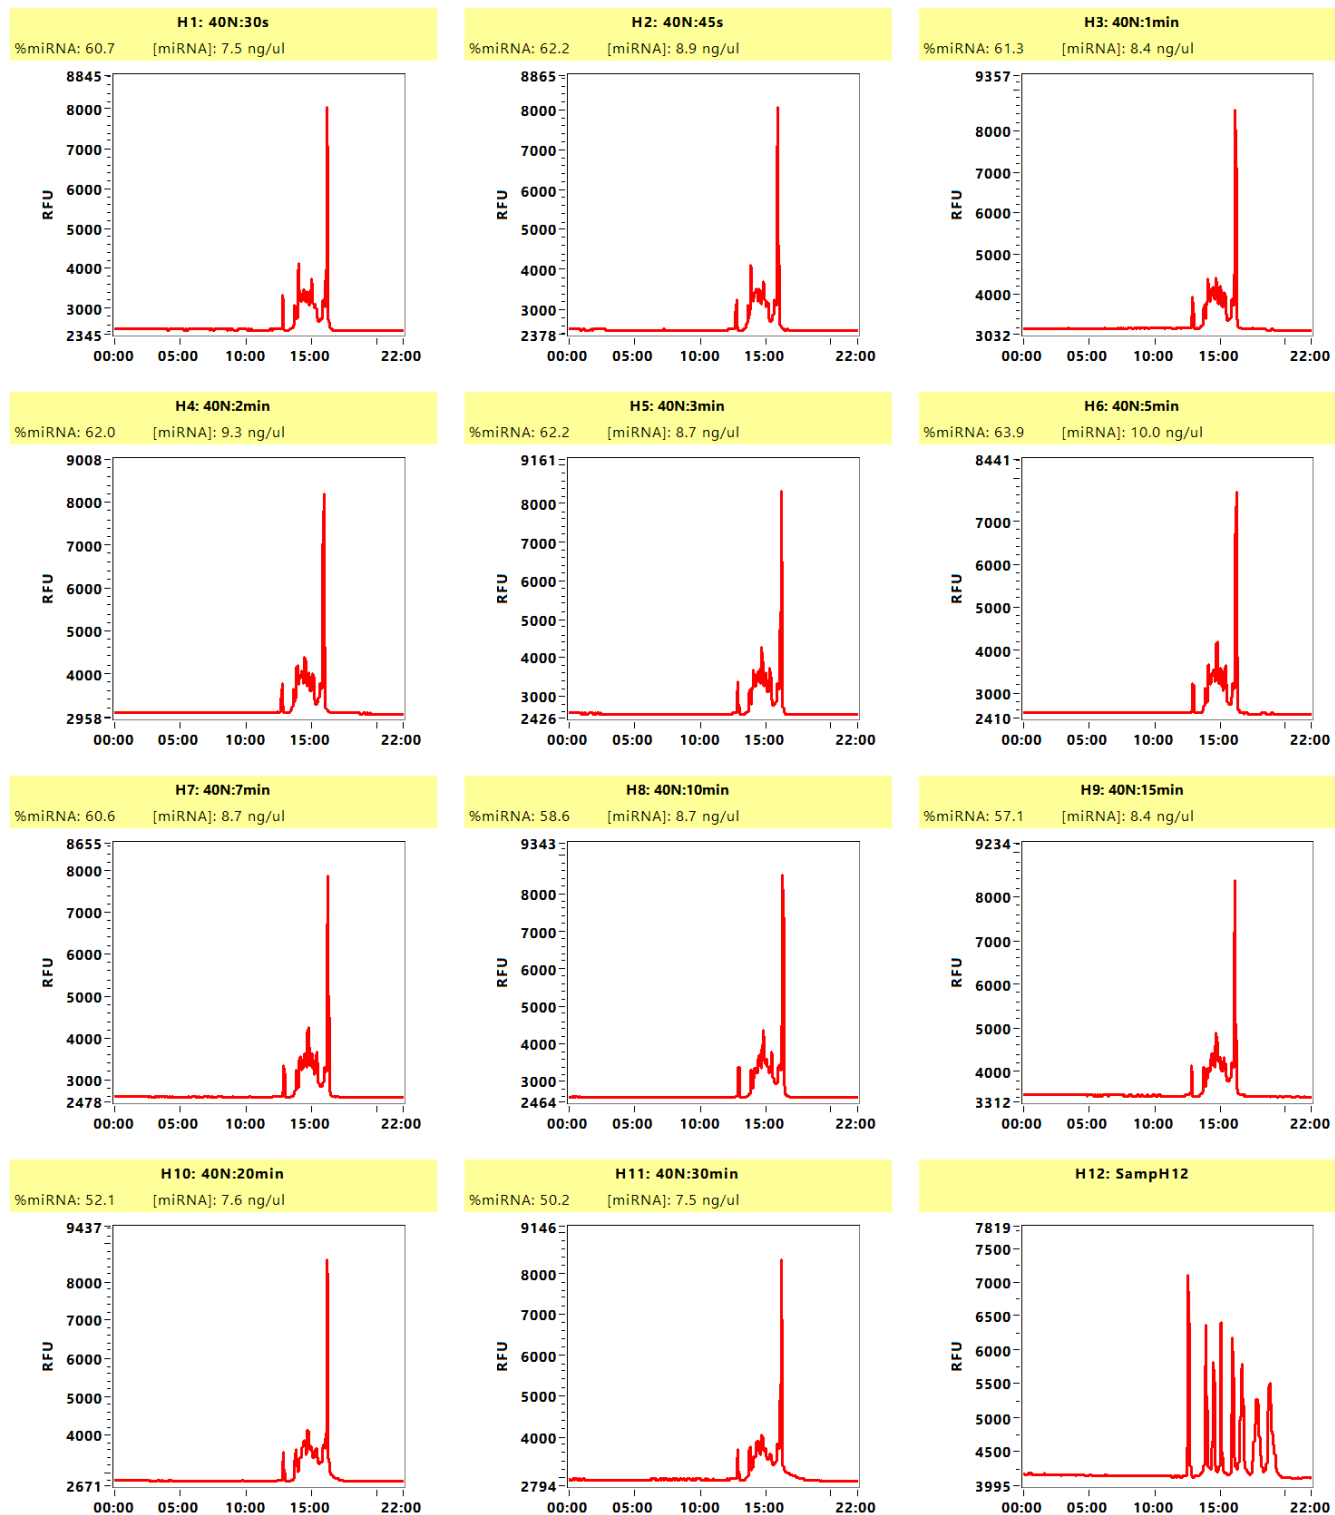 H1: 40N:30s
%miRNA: 60.7 [miRNA]: 7.5 ng/ul
8845
8000
7000
6000
5000
4000
3000
2345
RFU
00:00 05:00 10:00 15:00 22:00
H2: 40N:45s
%miRNA: 62.2 [miRNA]: 8.9 ng/ul
8865
8000
7000
6000
5000
4000
3000
2378
RFU
00:00 05:00 10:00 15:00 22:00
H3: 40N:1min
%miRNA: 61.3 [miRNA]: 8.4 ng/ul
9357
8000
7000
6000
5000
4000
3032
RFU
00:00 05:00 10:00 15:00 22:00
H4: 40N:2min
%miRNA: 62.0 [miRNA]: 9.3 ng/ul
9008
8000
7000
6000
5000
4000
2958
RFU
00:00 05:00 10:00 15:00 22:00
H5: 40N:3min
%miRNA: 62.2 [miRNA]: 8.7 ng/ul
9161
8000
7000
6000
5000
4000
3000
2426
RFU
00:00 05:00 10:00 15:00 22:00
H6: 40N:5min
%miRNA: 63.9 [miRNA]: 10.0 ng/ul
8441
7000
6000
5000
4000
3000
2410
RFU
00:00 05:00 10:00 15:00 22:00
H7: 40N:7min
%miRNA: 60.6 [miRNA]: 8.7 ng/ul
8655
8000
7000
6000
5000
4000
3000
2478
RFU
00:00 05:00 10:00 15:00 22:00
H8: 40N:10min
%miRNA: 58.6 [miRNA]: 8.7 ng/ul
9343
8000
7000
6000
5000
4000
3000
2464
RFU
00:00 05:00 10:00 15:00 22:00
H9: 40N:15min
%miRNA: 57.1 [miRNA]: 8.4 ng/ul
9234
8000
7000
6000
5000
4000
3312
RFU
00:00 05:00 10:00 15:00 22:00
H10: 40N:20min
%miRNA: 52.1 [miRNA]: 7.6 ng/ul
9437
8000
7000
6000
5000
4000
2671
RFU
00:00 05:00 10:00 15:00 22:00
H11: 40N:30min
%miRNA: 50.2 [miRNA]: 7.5 ng/ul
9146
8000
7000
6000
5000
4000
2794
RFU
00:00 05:00 10:00 15:00 22:00
H12: SampH12
7819
7500
7000
6500
6000
5500
5000
4500
3995
RFU
00:00 05:00 10:00 15:00 22:00